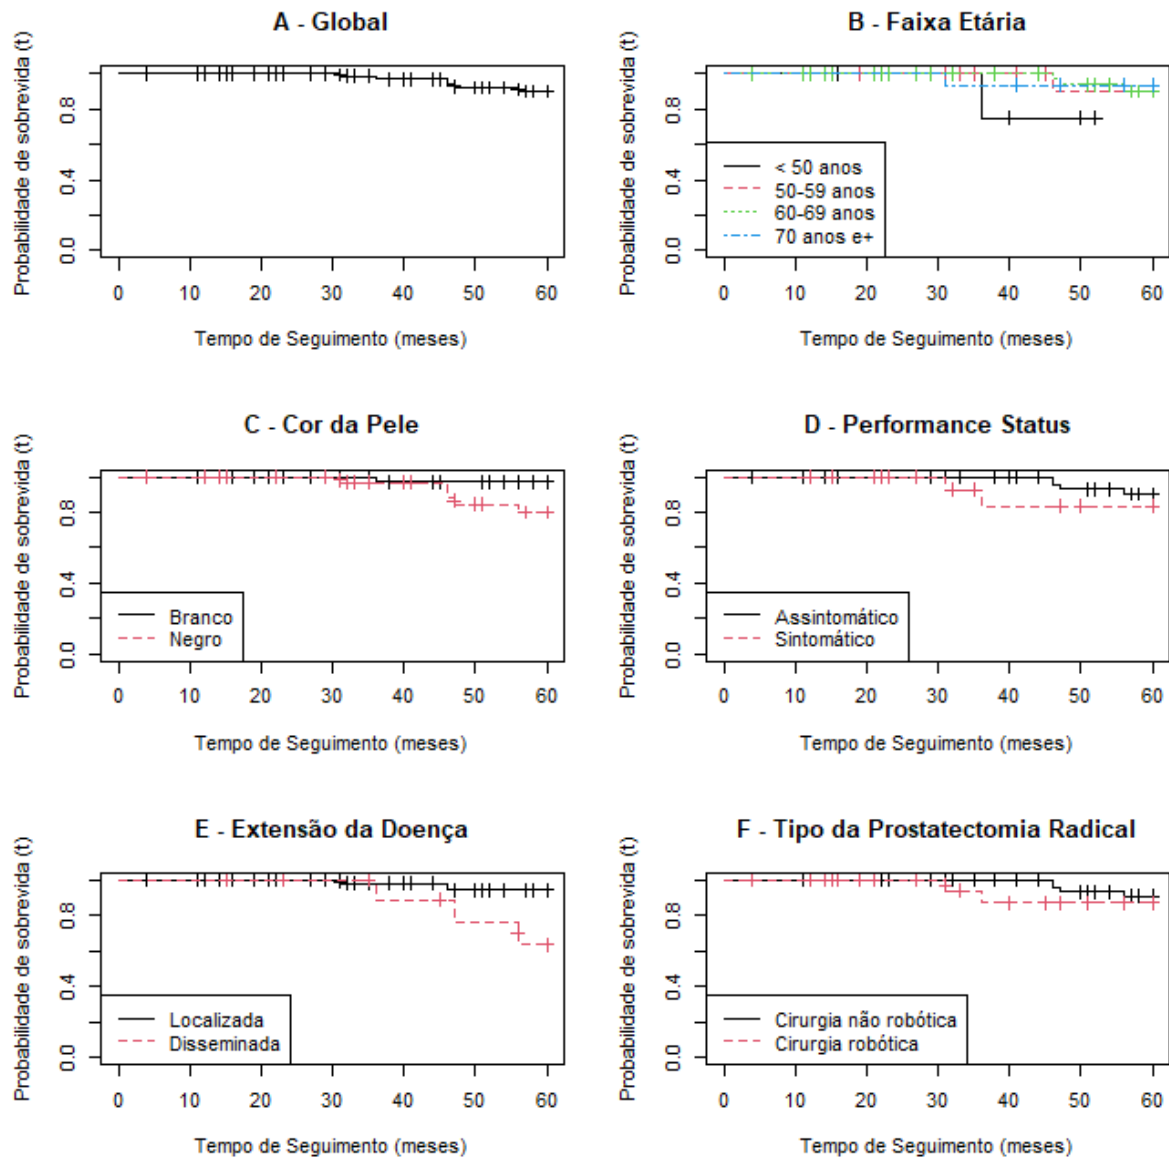 A - Global
Probabilidade de sobrevida (t)
0.8
0.4
0.0
0 10 20 30 40 50 60
Tempo de Seguimento (meses)
B - Faixa Etária
Probabilidade de sobrevida (t)
0.8
0.4
0.0
< 50 anos
50-59 anos
60-69 anos
70 anos e+
0 10 20 30 40 50 60
Tempo de Seguimento (meses)
C - Cor da Pele
Probabilidade de sobrevida (t)
0.8
0.4
0.0
Branco
Negro
0 10 20 30 40 50 60
Tempo de Seguimento (meses)
D - Performance Status
Probabilidade de sobrevida (t)
0.8
0.4
0.0
Assintomático
Sintomático
0 10 20 30 40 50 60
Tempo de Seguimento (meses)
E - Extensão da Doença
Probabilidade de sobrevida (t)
0.8
0.4
0.0
Localizada
Disseminada
0 10 20 30 40 50 60
Tempo de Seguimento (meses)
F - Tipo da Prostatectomia Radical
Probabilidade de sobrevida (t)
0.8
0.4
0.0
Cirurgia não robótica
Cirurgia robótica
0 10 20 30 40 50 60
Tempo de Seguimento (meses)